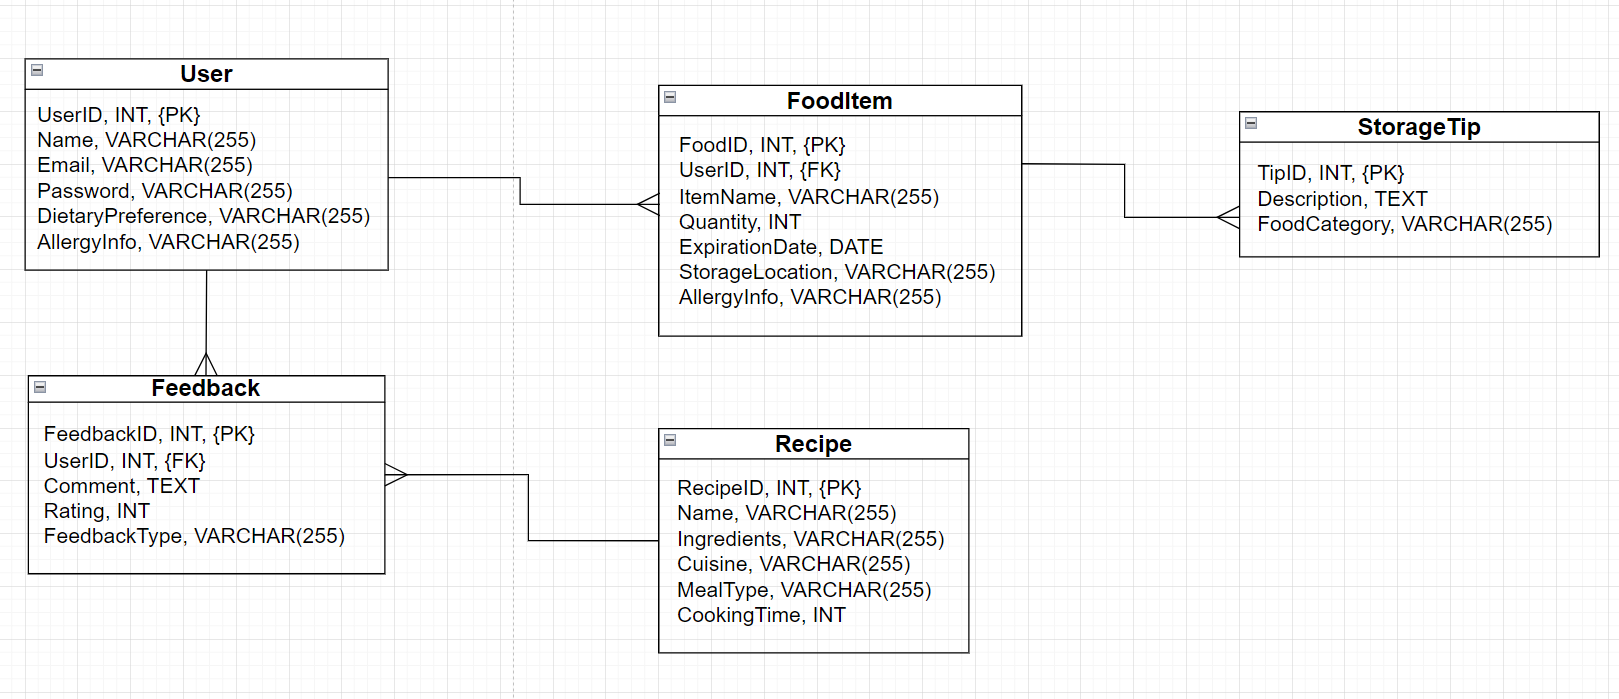 User
UserID, INT, {PK}
Name, VARCHAR(255)
Email, VARCHAR(255)
Password, VARCHAR(255)
DietaryPreference, VARCHAR(255)
AllergyInfo, VARCHAR(255)
FoodItem
FoodID, INT, {PK}
UserID, INT, {FK}
ItemName, VARCHAR(255)
Quantity, INT
ExpirationDate, DATE
StorageLocation, VARCHAR(255)
AllergyInfo, VARCHAR(255)
StorageTip
TipID, INT, {PK}
Description, TEXT
FoodCategory, VARCHAR(255)
Feedback
FeedbackID, INT, {PK}
UserID, INT, {FK}
Comment, TEXT
Rating, INT
FeedbackType, VARCHAR(255)
Recipe
RecipeID, INT, {PK}
Name, VARCHAR(255)
Ingredients, VARCHAR(255)
Cuisine, VARCHAR(255)
MealType, VARCHAR(255)
CookingTime, INT